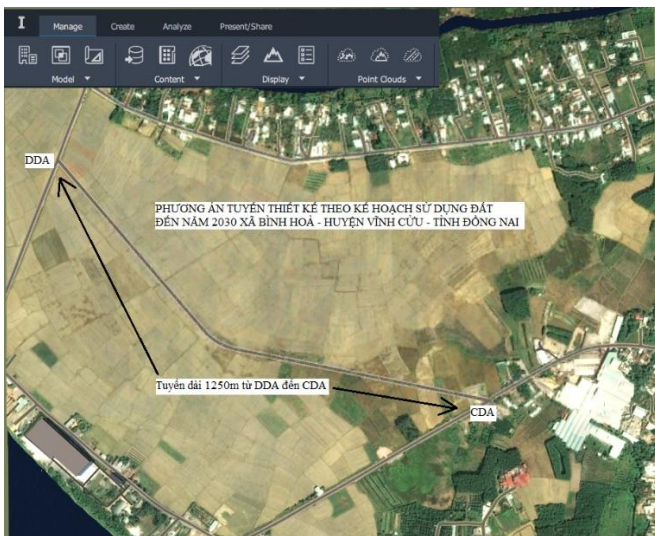 I
Manage Create Analyze Present/Share
Model Content Display Point Clouds
DDA
PHƯƠNG ÁN TUYẾN THIẾT KẾ THEO KẾ HOẠCH SỬ DỤNG ĐẤT
ĐẾN NĂM 2030 XÃ BÌNH HOÀ - HUYỆN VĨNH CỬU - TỈNH ĐỒNG NAI
Tuyến dài 1250m từ DDA đến CDA
CDA